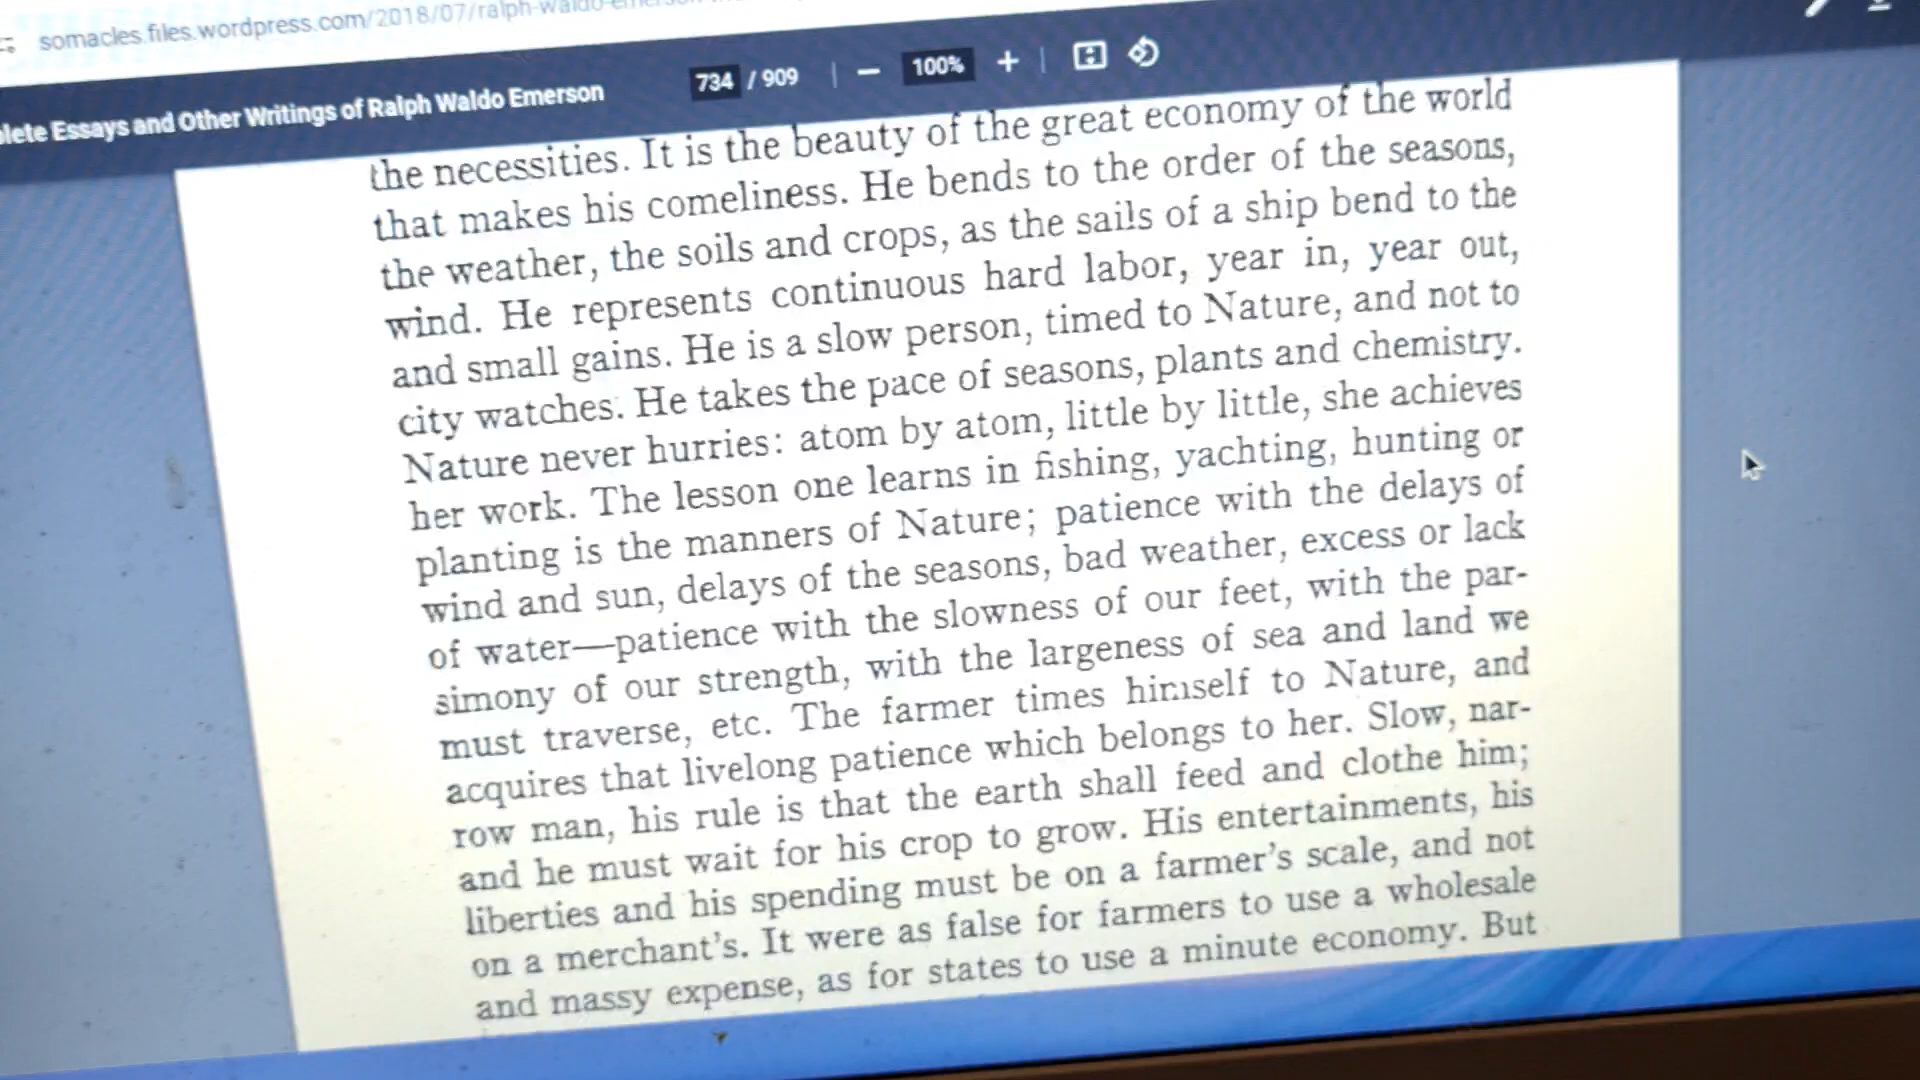 somacles.files.wordpress.com/2018/07/ralph-waldo-emerson
lete Essays and Other Writings of Ralph Waldo Emerson 734 / 909 — 100% +
the necessities. It is the beauty of the great economy of the world
that makes his comeliness. He bends to the order of the seasons,
the weather, the soils and crops, as the sails of a ship bend to the
wind. He represents continuous hard labor, year in, year out,
and small gains. He is a slow person, timed to Nature, and not to
city watches. He takes the pace of seasons, plants and chemistry.
Nature never hurries: atom by atom, little by little, she achieves
her work. The lesson one learns in fishing, yachting, hunting or
planting is the manners of Nature; patience with the delays of
wind and sun, delays of the seasons, bad weather, excess or lack
of water—patience with the slowness of our feet, with the par-
simony of our strength, with the largeness of sea and land we
must traverse, etc. The farmer times himself to Nature, and
acquires that livelong patience which belongs to her. Slow, nar-
row man, his rule is that the earth shall feed and clothe him;
and he must wait for his crop to grow. His entertainments, his
liberties and his spending must be on a farmer's scale, and not
on a merchant's. It were as false for farmers to use a wholesale
and massy expense, as for states to use a minute economy. But